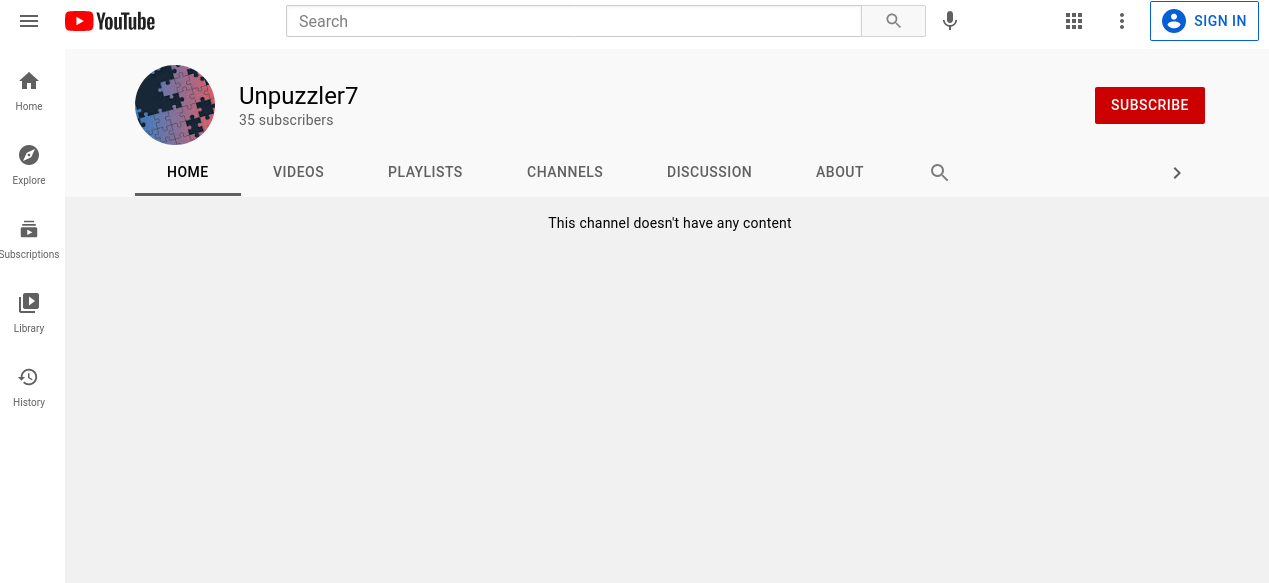 YouTube
Search
SIGN IN
Home
Explore
Subscriptions
Library
History
Unpuzzler7
35 subscribers
SUBSCRIBE
HOME VIDEOS PLAYLISTS CHANNELS DISCUSSION ABOUT
This channel doesn't have any content